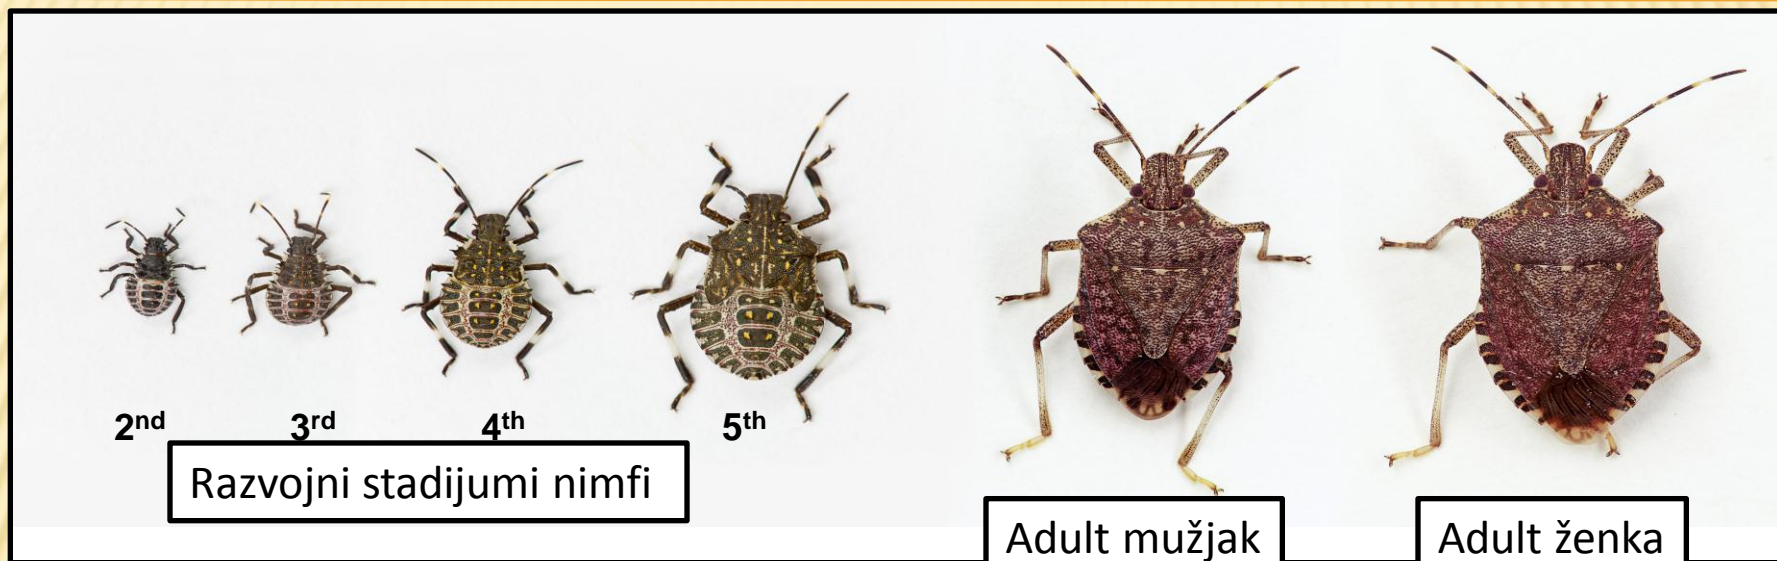 2nd 3rd 4th 5th
Razvojni stadijumi nimfi
Adult mužjak
Adult ženka